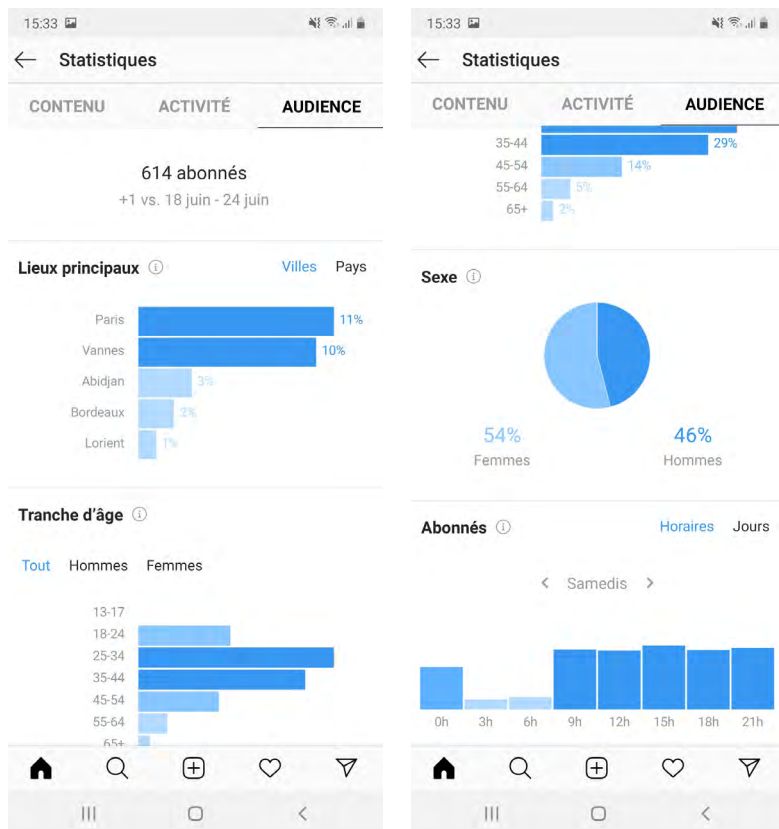 15:33
Statistiques
CONTENU ACTIVITÉ AUDIENCE
614 abonnés
+1 vs. 18 juin - 24 juin
Lieux principaux Villes Pays
Paris 11%
Vannes 10%
Abidjan 3%
Bordeaux 2%
Lorient 1%
Tranche d'âge
Tout Hommes Femmes
13-17
18-24
25-34
35-44
45-54
55-64
65+
15:33
Statistiques
CONTENU ACTIVITÉ AUDIENCE
35-44 29%
45-54 14%
55-64 5%
65+ 2%
Sexe
54% 46%
Femmes Hommes
Abonnés Horaires Jours
Samedis
0h 3h 6h 9h 12h 15h 18h 21h